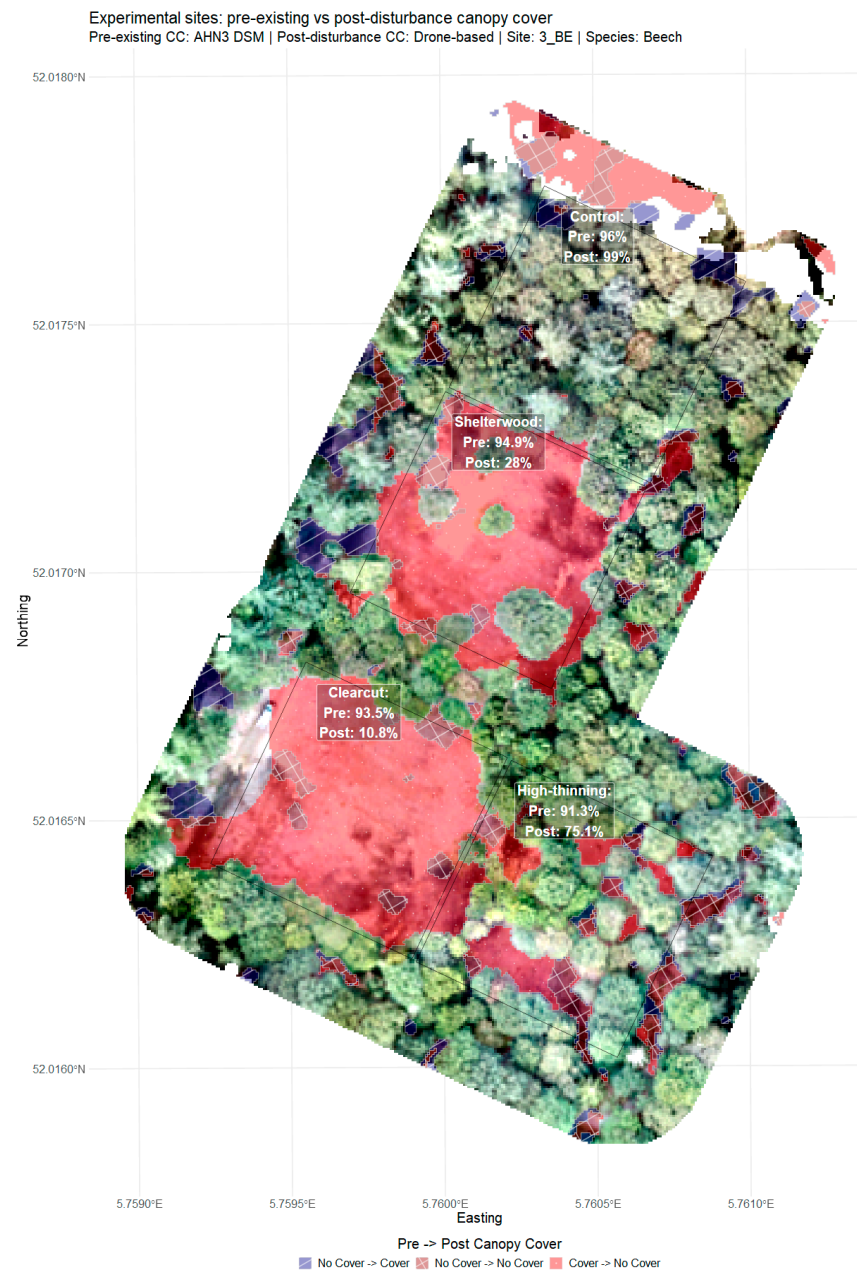 Experimental sites: pre-existing vs post-disturbance canopy cover
Pre-existing CC: AHN3 DSM | Post-disturbance CC: Drone-based | Site: 3_BE | Species: Beech
52.0180°N
52.0175°N
52.0170°N
52.0165°N
52.0160°N
Northing
Control:
Pre: 96%
Post: 99%
Shelterwood:
Pre: 94.9%
Post: 28%
Clearcut:
Pre: 93.5%
Post: 10.8%
High-thinning:
Pre: 91.3%
Post: 75.1%
5.7590°E 5.7595°E 5.7600°E 5.7605°E 5.7610°E
Easting
Pre -> Post Canopy Cover
No Cover -> Cover No Cover -> No Cover Cover -> No Cover